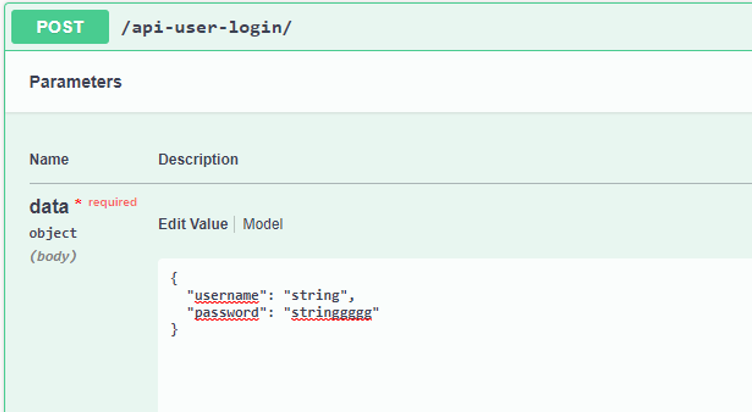 POST /api-user-login/
Parameters
Name Description
data * required
object
(body)
Edit Value | Model
{
"username": "string",
"password": "stringgggg"
}